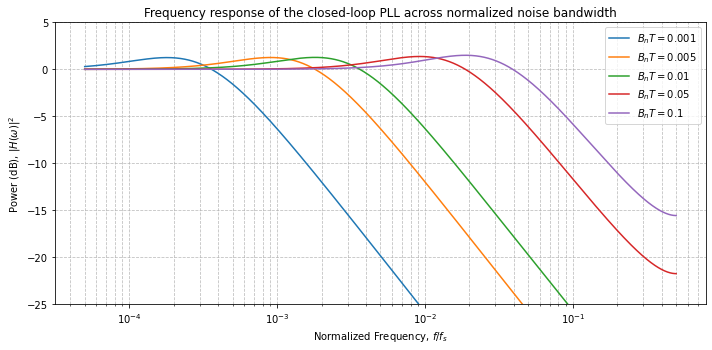 Frequency response of the closed-loop PLL across normalized noise bandwidth
Power (dB), |H(ω)|²
5
0
−5
−10
−15
−20
−25
10⁻⁴
10⁻³
10⁻²
10⁻¹
Normalized Frequency, f/fₛ
BₙT = 0.001
BₙT = 0.005
BₙT = 0.01
BₙT = 0.05
BₙT = 0.1